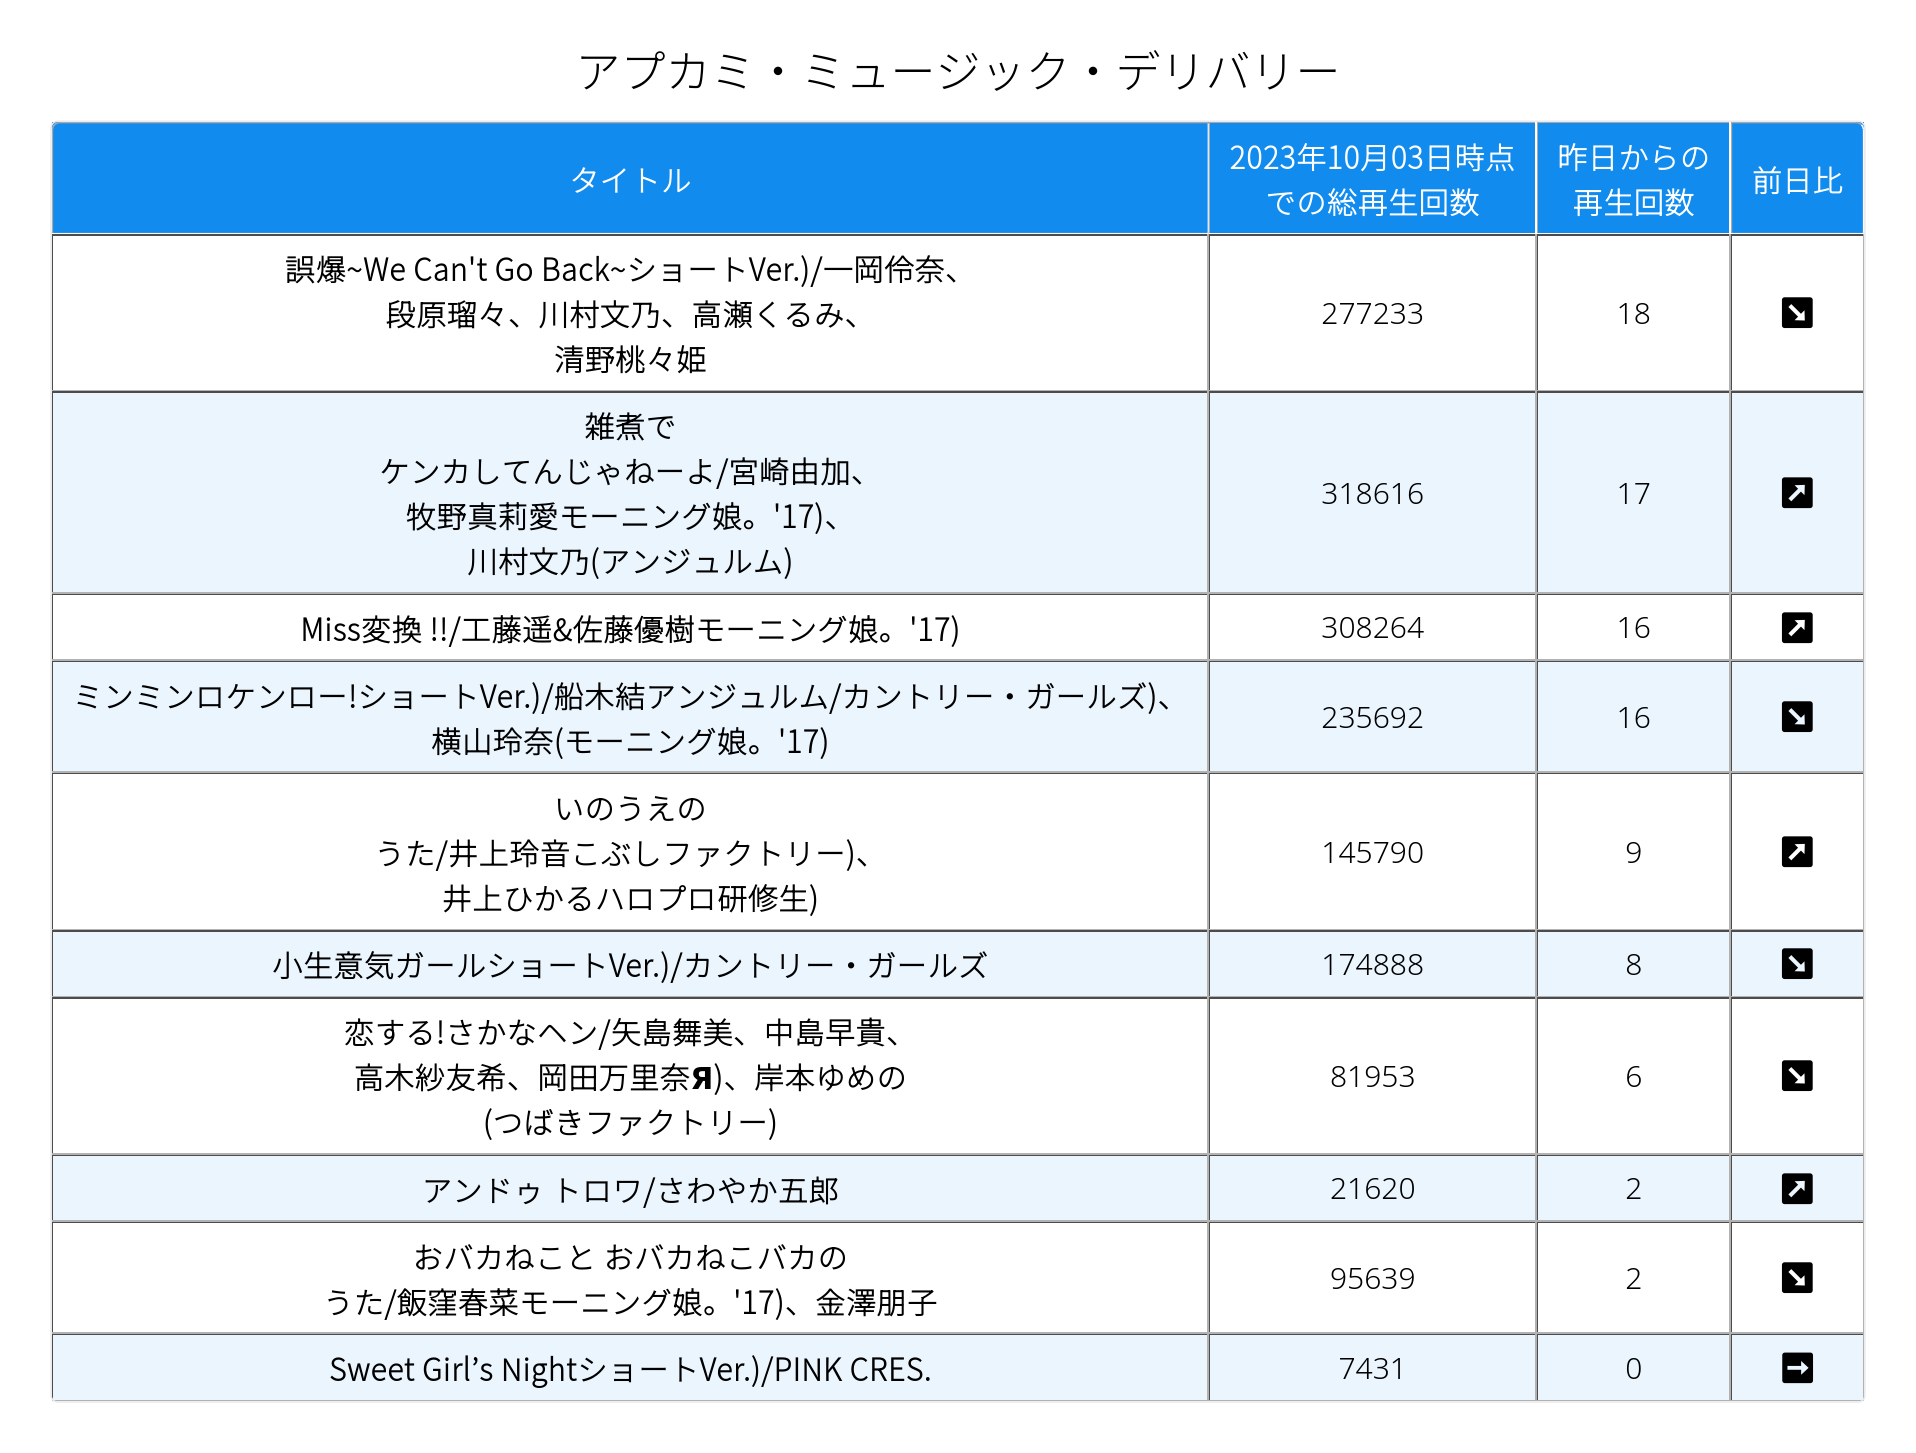 アプカミ・ミュージック・デリバリー
タイトル
2023年10月03日時点
での総再生回数
昨日からの
再生回数
前日比
誤爆~We Can't Go Back~ショートVer.)/一岡伶奈、
段原瑠々、川村文乃、高瀬くるみ、
清野桃々姫
277233
18
雑煮で
ケンカしてんじゃねーよ/宮崎由加、
牧野真莉愛モーニング娘。'17)、
川村文乃(アンジュルム)
318616
17
Miss変換 !!/工藤遥&佐藤優樹モーニング娘。'17)
308264
16
ミンミンロケンロー!ショートVer.)/船木結アンジュルム/カントリー・ガールズ)、
横山玲奈(モーニング娘。'17)
235692
16
いのうえの
うた/井上玲音こぶしファクトリー)、
井上ひかるハロプロ研修生)
145790
9
小生意気ガールショートVer.)/カントリー・ガールズ
174888
8
恋する!さかなヘン/矢島舞美、中島早貴、
高木紗友希、岡田万里奈Я)、岸本ゆめの
(つばきファクトリー)
81953
6
アンドゥ トロワ/さわやか五郎
21620
2
おバカねこと おバカねこバカの
うた/飯窪春菜モーニング娘。'17)、金澤朋子
95639
2
Sweet Girl’s NightショートVer.)/PINK CRES.
7431
0